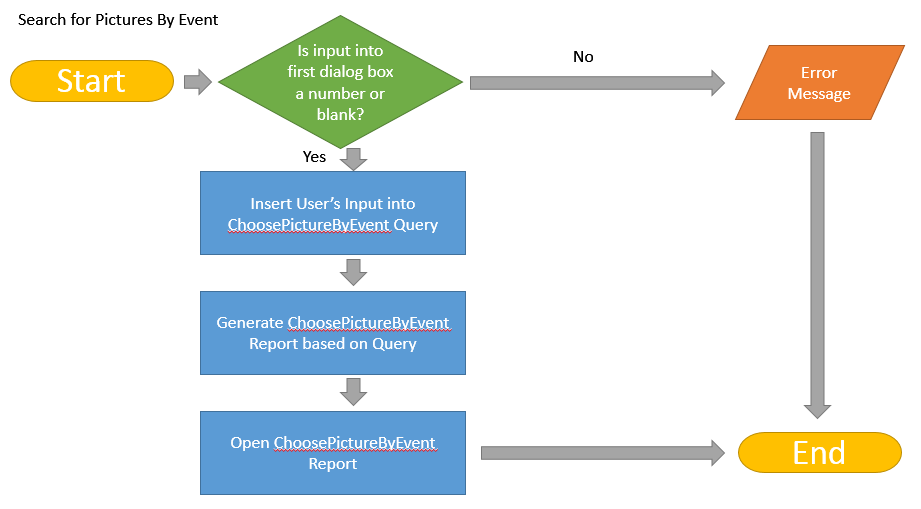 Search for Pictures By Event
Start
Is input into
first dialog box
a number or
blank?
No
Error
Message
Yes
Insert User’s Input into
ChoosePictureByEvent Query
Generate ChoosePictureByEvent
Report based on Query
Open ChoosePictureByEvent
Report
End